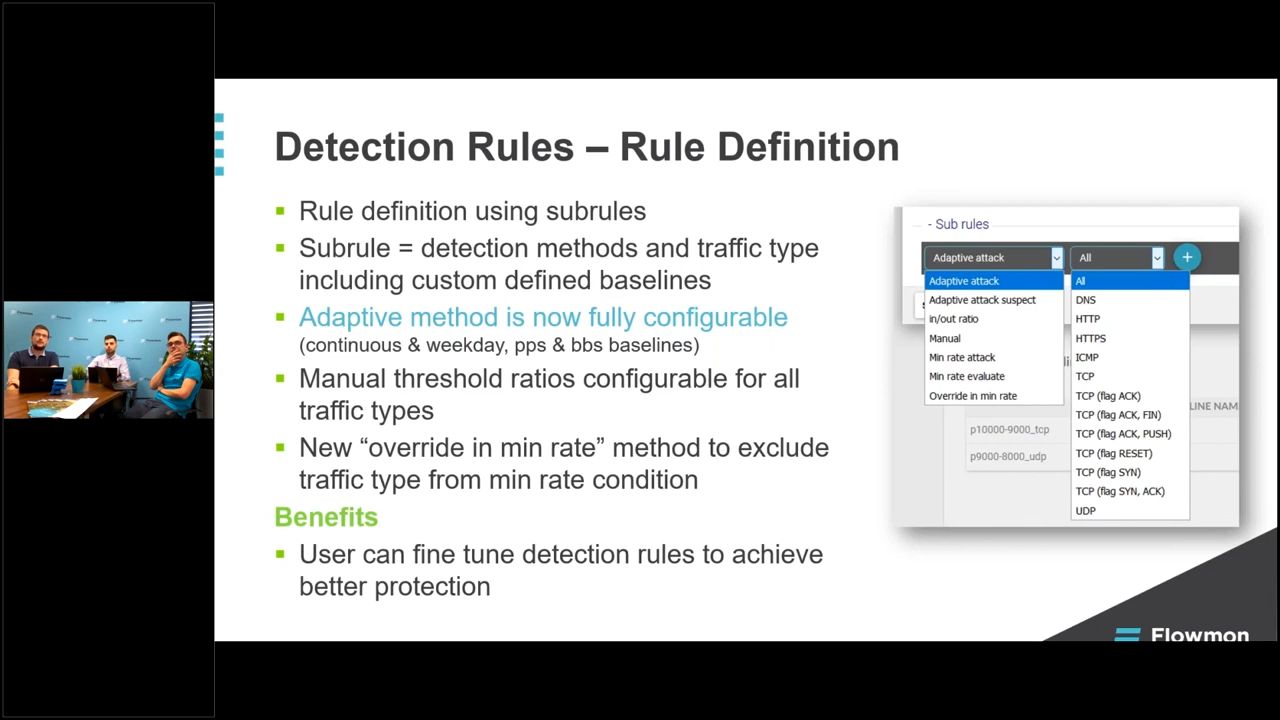 Detection Rules – Rule Definition
Rule definition using subrules
Subrule = detection methods and traffic type
including custom defined baselines
Adaptive method is now fully configurable
(continuous & weekday, pps & bbs baselines)
Manual threshold ratios configurable for all
traffic types
New “override in min rate” method to exclude
traffic type from min rate condition
Benefits
User can fine tune detection rules to achieve
better protection
- Sub rules
Adaptive attack
All
+
Adaptive attack
Adaptive attack suspect
in/out ratio
Manual
Min rate attack
Min rate evaluate
Override in min rate
All
DNS
HTTP
HTTPS
ICMP
TCP
TCP (flag ACK)
TCP (flag ACK, FIN)
TCP (flag ACK, PUSH)
TCP (flag RESET)
TCP (flag SYN)
TCP (flag SYN, ACK)
UDP
LINE NAM
p10000-9000_tcp
p9000-8000_udp
Flowmon